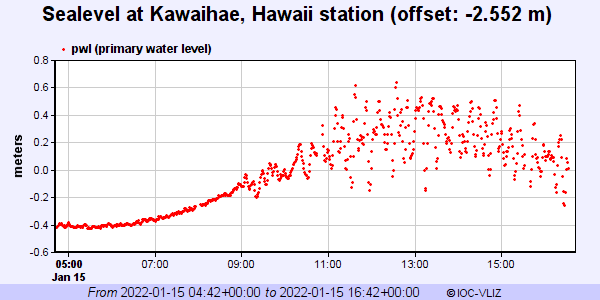 Sealevel at Kawaihae, Hawaii station (offset: -2.552 m)
pwl (primary water level)
0.8
0.6
0.4
0.2
0.0
-0.2
-0.4
-0.6
meters
05:00 07:00 09:00 11:00 13:00 15:00
Jan 15
From 2022-01-15 04:42+00:00 to 2022-01-15 16:42+00:00 © IOC-VLIZ